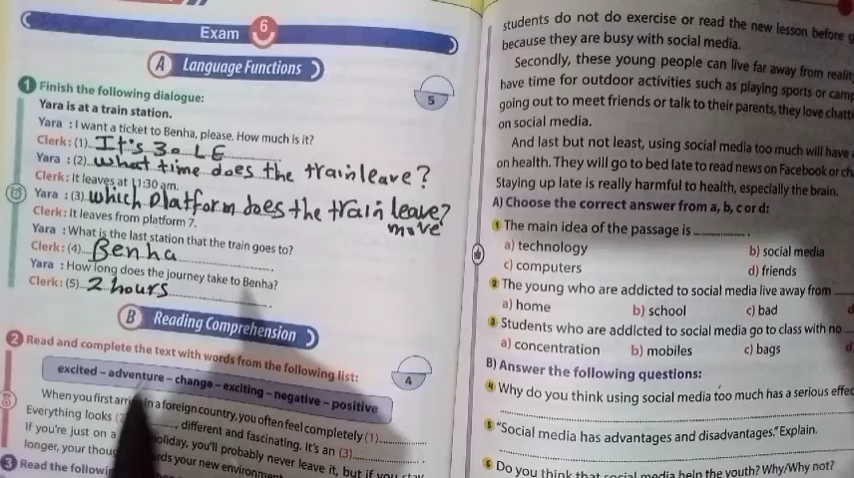 Exam 6
A Language Functions
5
1 Finish the following dialogue:
Yara is at a train station.
Yara : I want a ticket to Benha, please. How much is it?
Clerk: (1) It's 30 LE
Yara : (2) what time does the train leave?
Clerk: It leaves at 11:30 am.
Yara : (3) which platform does the train leave?
move
Clerk: It leaves from platform 7.
Yara : What is the last station that the train goes to?
Clerk: (4) Benha
Yara : How long does the journey take to Benha?
Clerk: (5) 2 hours
B Reading Comprehension
4
2 Read and complete the text with words from the following list:
excited – adventure – change – exciting – negative – positive
When you first in a foreign country, you often feel completely (1)
Everything looks , different and fascinating. It's an (3)
If you're just on a you'll probably never leave it, but if you stay
longer, your your new
3 Read the
students do not do exercise or read the new lesson before
because they are busy with social media.
Secondly, these young people can live far away from
have time for outdoor activities such as playing sports or
going out to meet friends or talk to their parents, they love
on social media.
And last but not least, using social media too much will have
on health. They will go to bed late to read news on Facebook or
Staying up late is really harmful to health, especially the brain.
A) Choose the correct answer from a, b, c or d:
1 The main idea of the passage is .............. .
a) technology b) social media
c) computers d) friends
2 The young who are addicted to social media live away from
a) home b) school c) bad
3 Students who are addicted to social media go to class with no
a) concentration b) mobiles c) bags
B) Answer the following questions:
4 Why do you think using social media too much has a serious
5 "Social media has advantages and disadvantages." Explain.
6 Do you think that social media help the youth? Why/Why not?